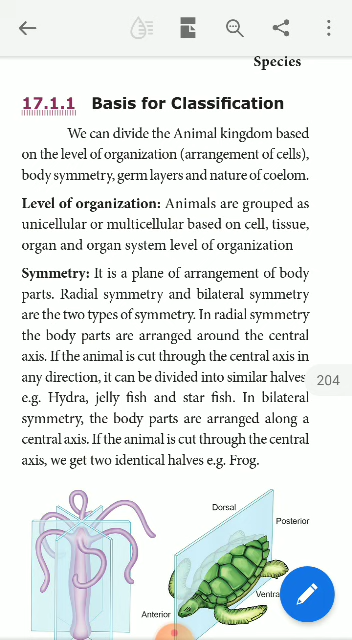 Species
17.1.1 Basis for Classification
We can divide the Animal kingdom based
on the level of organization (arrangement of cells),
body symmetry, germ layers and nature of coelom.
Level of organization: Animals are grouped as
unicellular or multicellular based on cell, tissue,
organ and organ system level of organization
Symmetry: It is a plane of arrangement of body
parts. Radial symmetry and bilateral symmetry
are the two types of symmetry. In radial symmetry
the body parts are arranged around the central
axis. If the animal is cut through the central axis in
any direction, it can be divided into similar halves
204
e.g. Hydra, jelly fish and star fish. In bilateral
symmetry, the body parts are arranged along a
central axis. If the animal is cut through the central
axis, we get two identical halves e.g. Frog.
Dorsal
Posterior
Ventra
Anterior